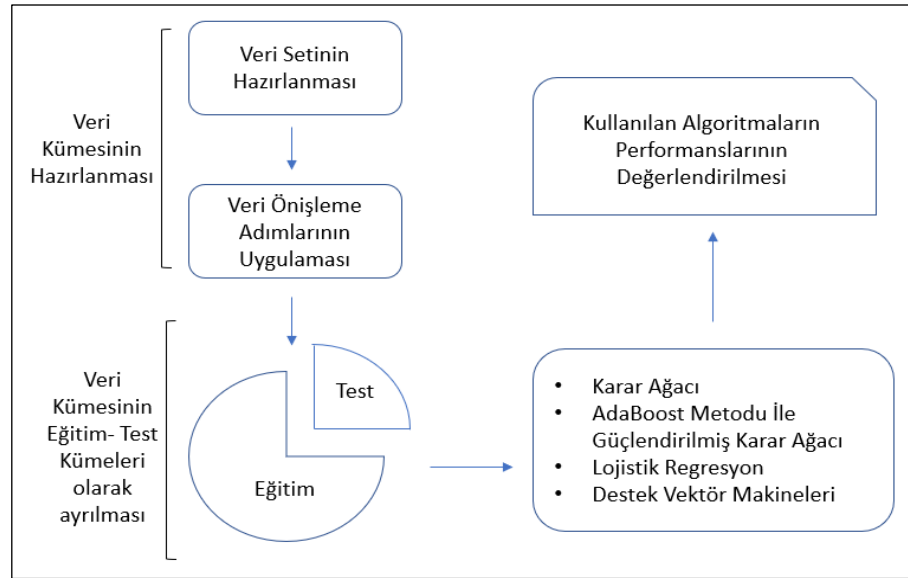 Veri
Kümesinin
Hazırlanması
Veri Setinin
Hazırlanması
Veri Önişleme
Adımlarının
Uygulaması
Veri
Kümesinin
Eğitim- Test
Kümeleri
olarak
ayrılması
Test
Eğitim
• Karar Ağacı
• AdaBoost Metodu İle
Güçlendirilmiş Karar Ağacı
• Lojistik Regresyon
• Destek Vektör Makineleri
Kullanılan Algoritmaların
Performanslarının
Değerlendirilmesi